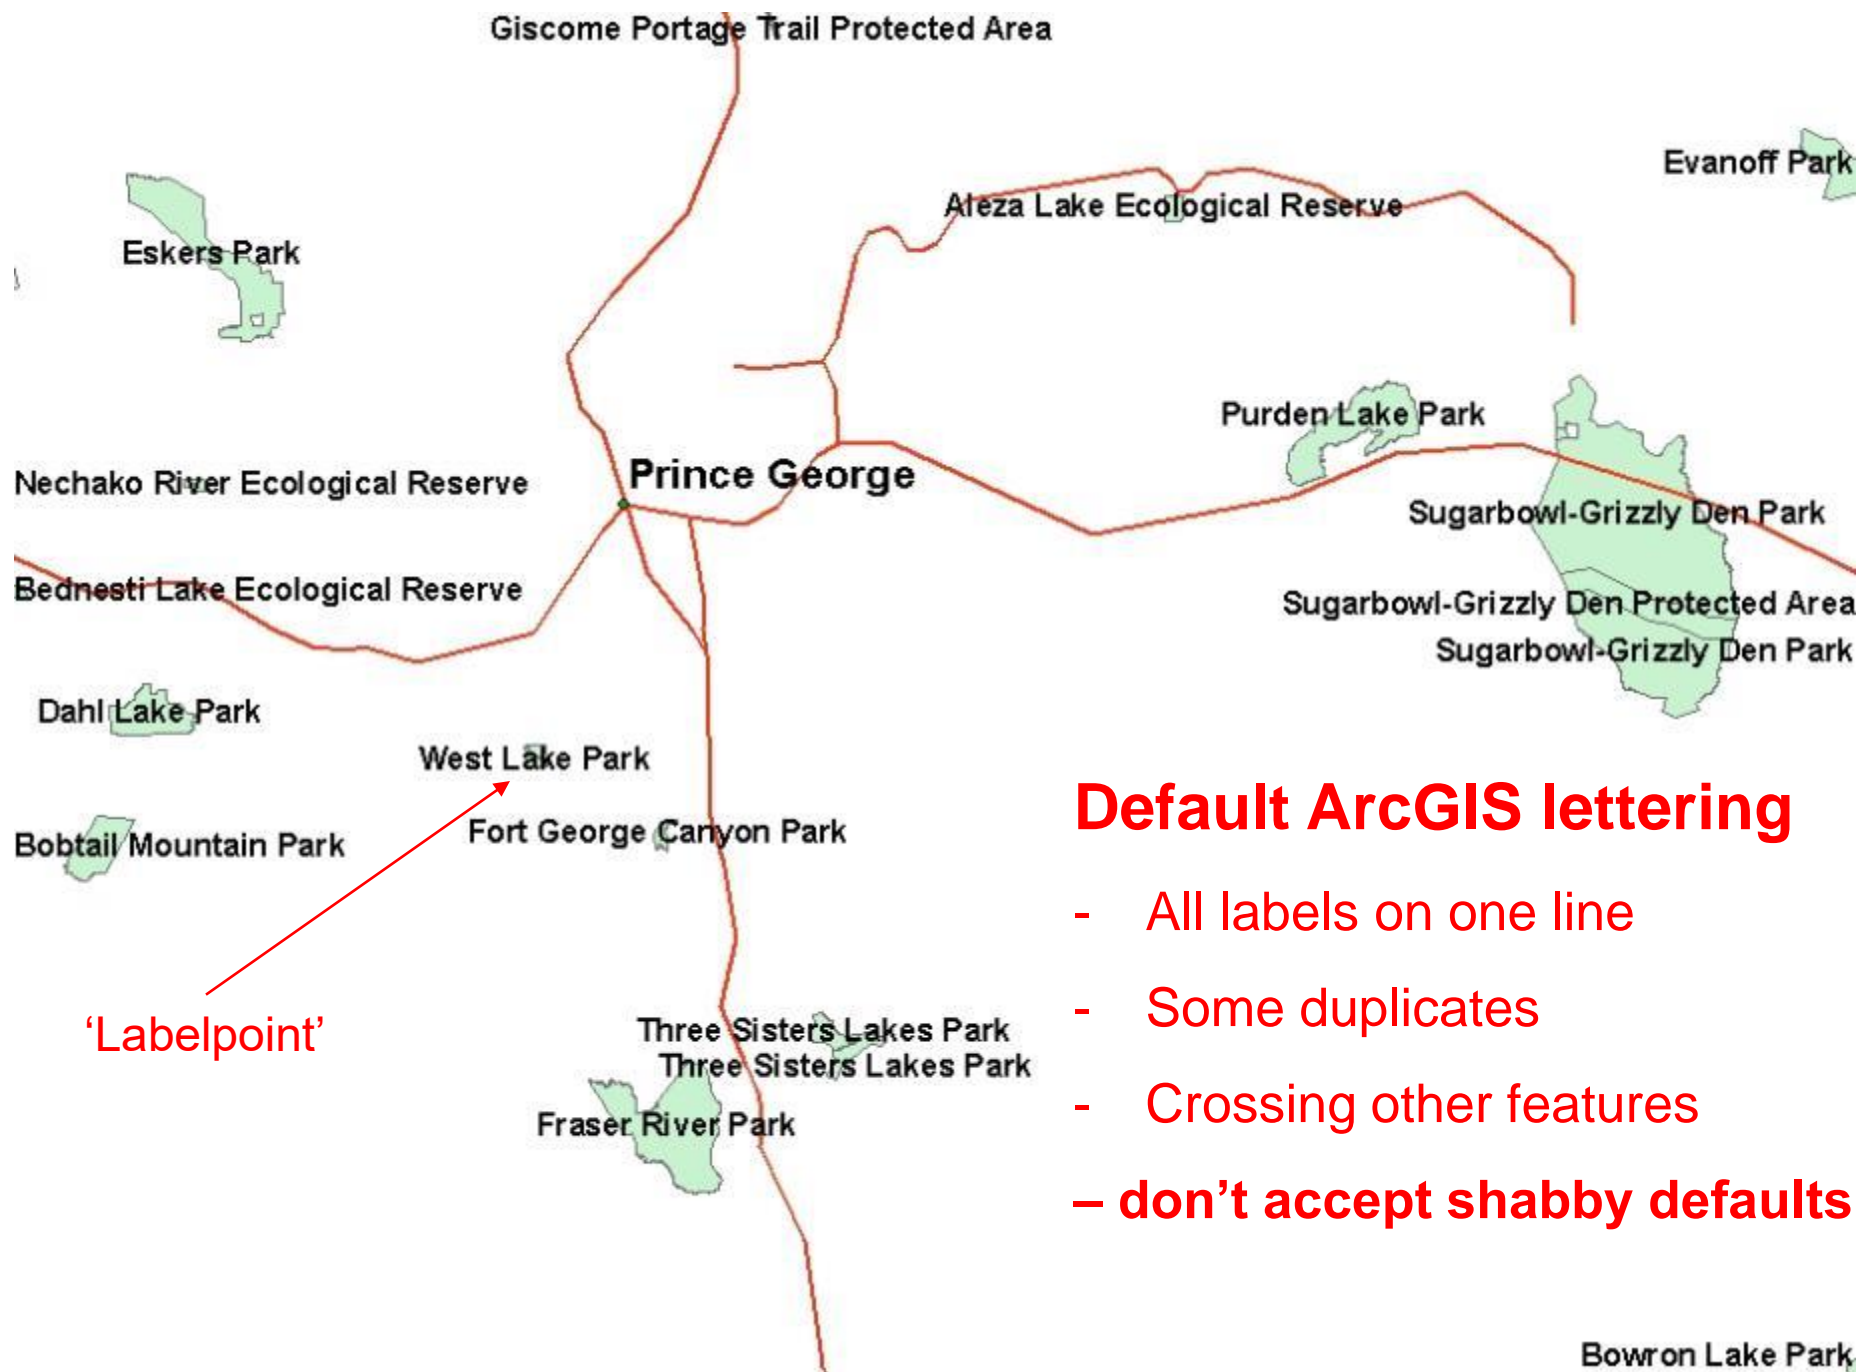 Giscome Portage Trail Protected Area
Evanoff Park
Aleza Lake Ecological Reserve
Eskers Park
Purden Lake Park
Prince George
Nechako River Ecological Reserve
Sugarbowl-Grizzly Den Park
Bednesti Lake Ecological Reserve
Sugarbowl-Grizzly Den Protected Area
Sugarbowl-Grizzly Den Park
Dahl Lake Park
West Lake Park
Default ArcGIS lettering
Fort George Canyon Park
Bobtail Mountain Park
- All labels on one line
- Some duplicates
‘Labelpoint’
Three Sisters Lakes Park
Three Sisters Lakes Park
- Crossing other features
Fraser River Park
– don’t accept shabby defaults
Bowron Lake Park